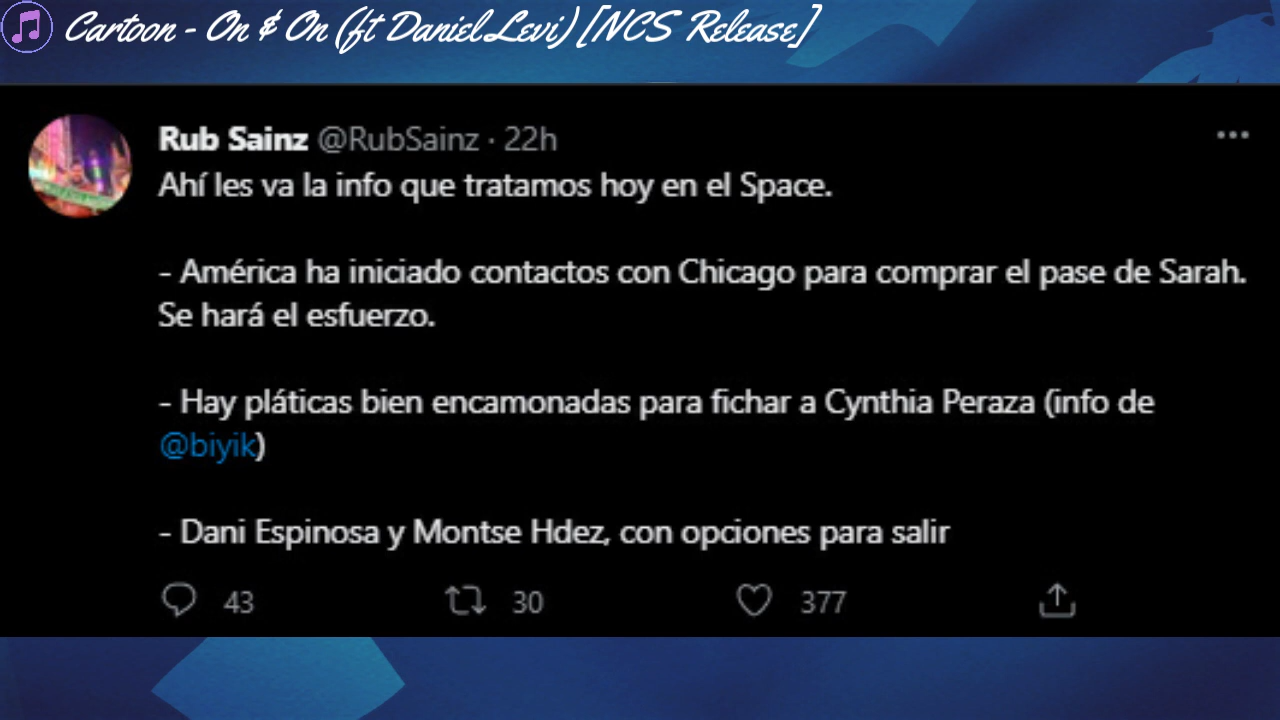 Cartoon - On & On (ft Daniel Levi) [NCS Release]
Rub Sainz @RubSainz · 22h
Ahí les va la info que tratamos hoy en el Space.
- América ha iniciado contactos con Chicago para comprar el pase de Sarah.
Se hará el esfuerzo.
- Hay pláticas bien encamonadas para fichar a Cynthia Peraza (info de
@biyik)
- Dani Espinosa y Montse Hdez, con opciones para salir
43 30 377